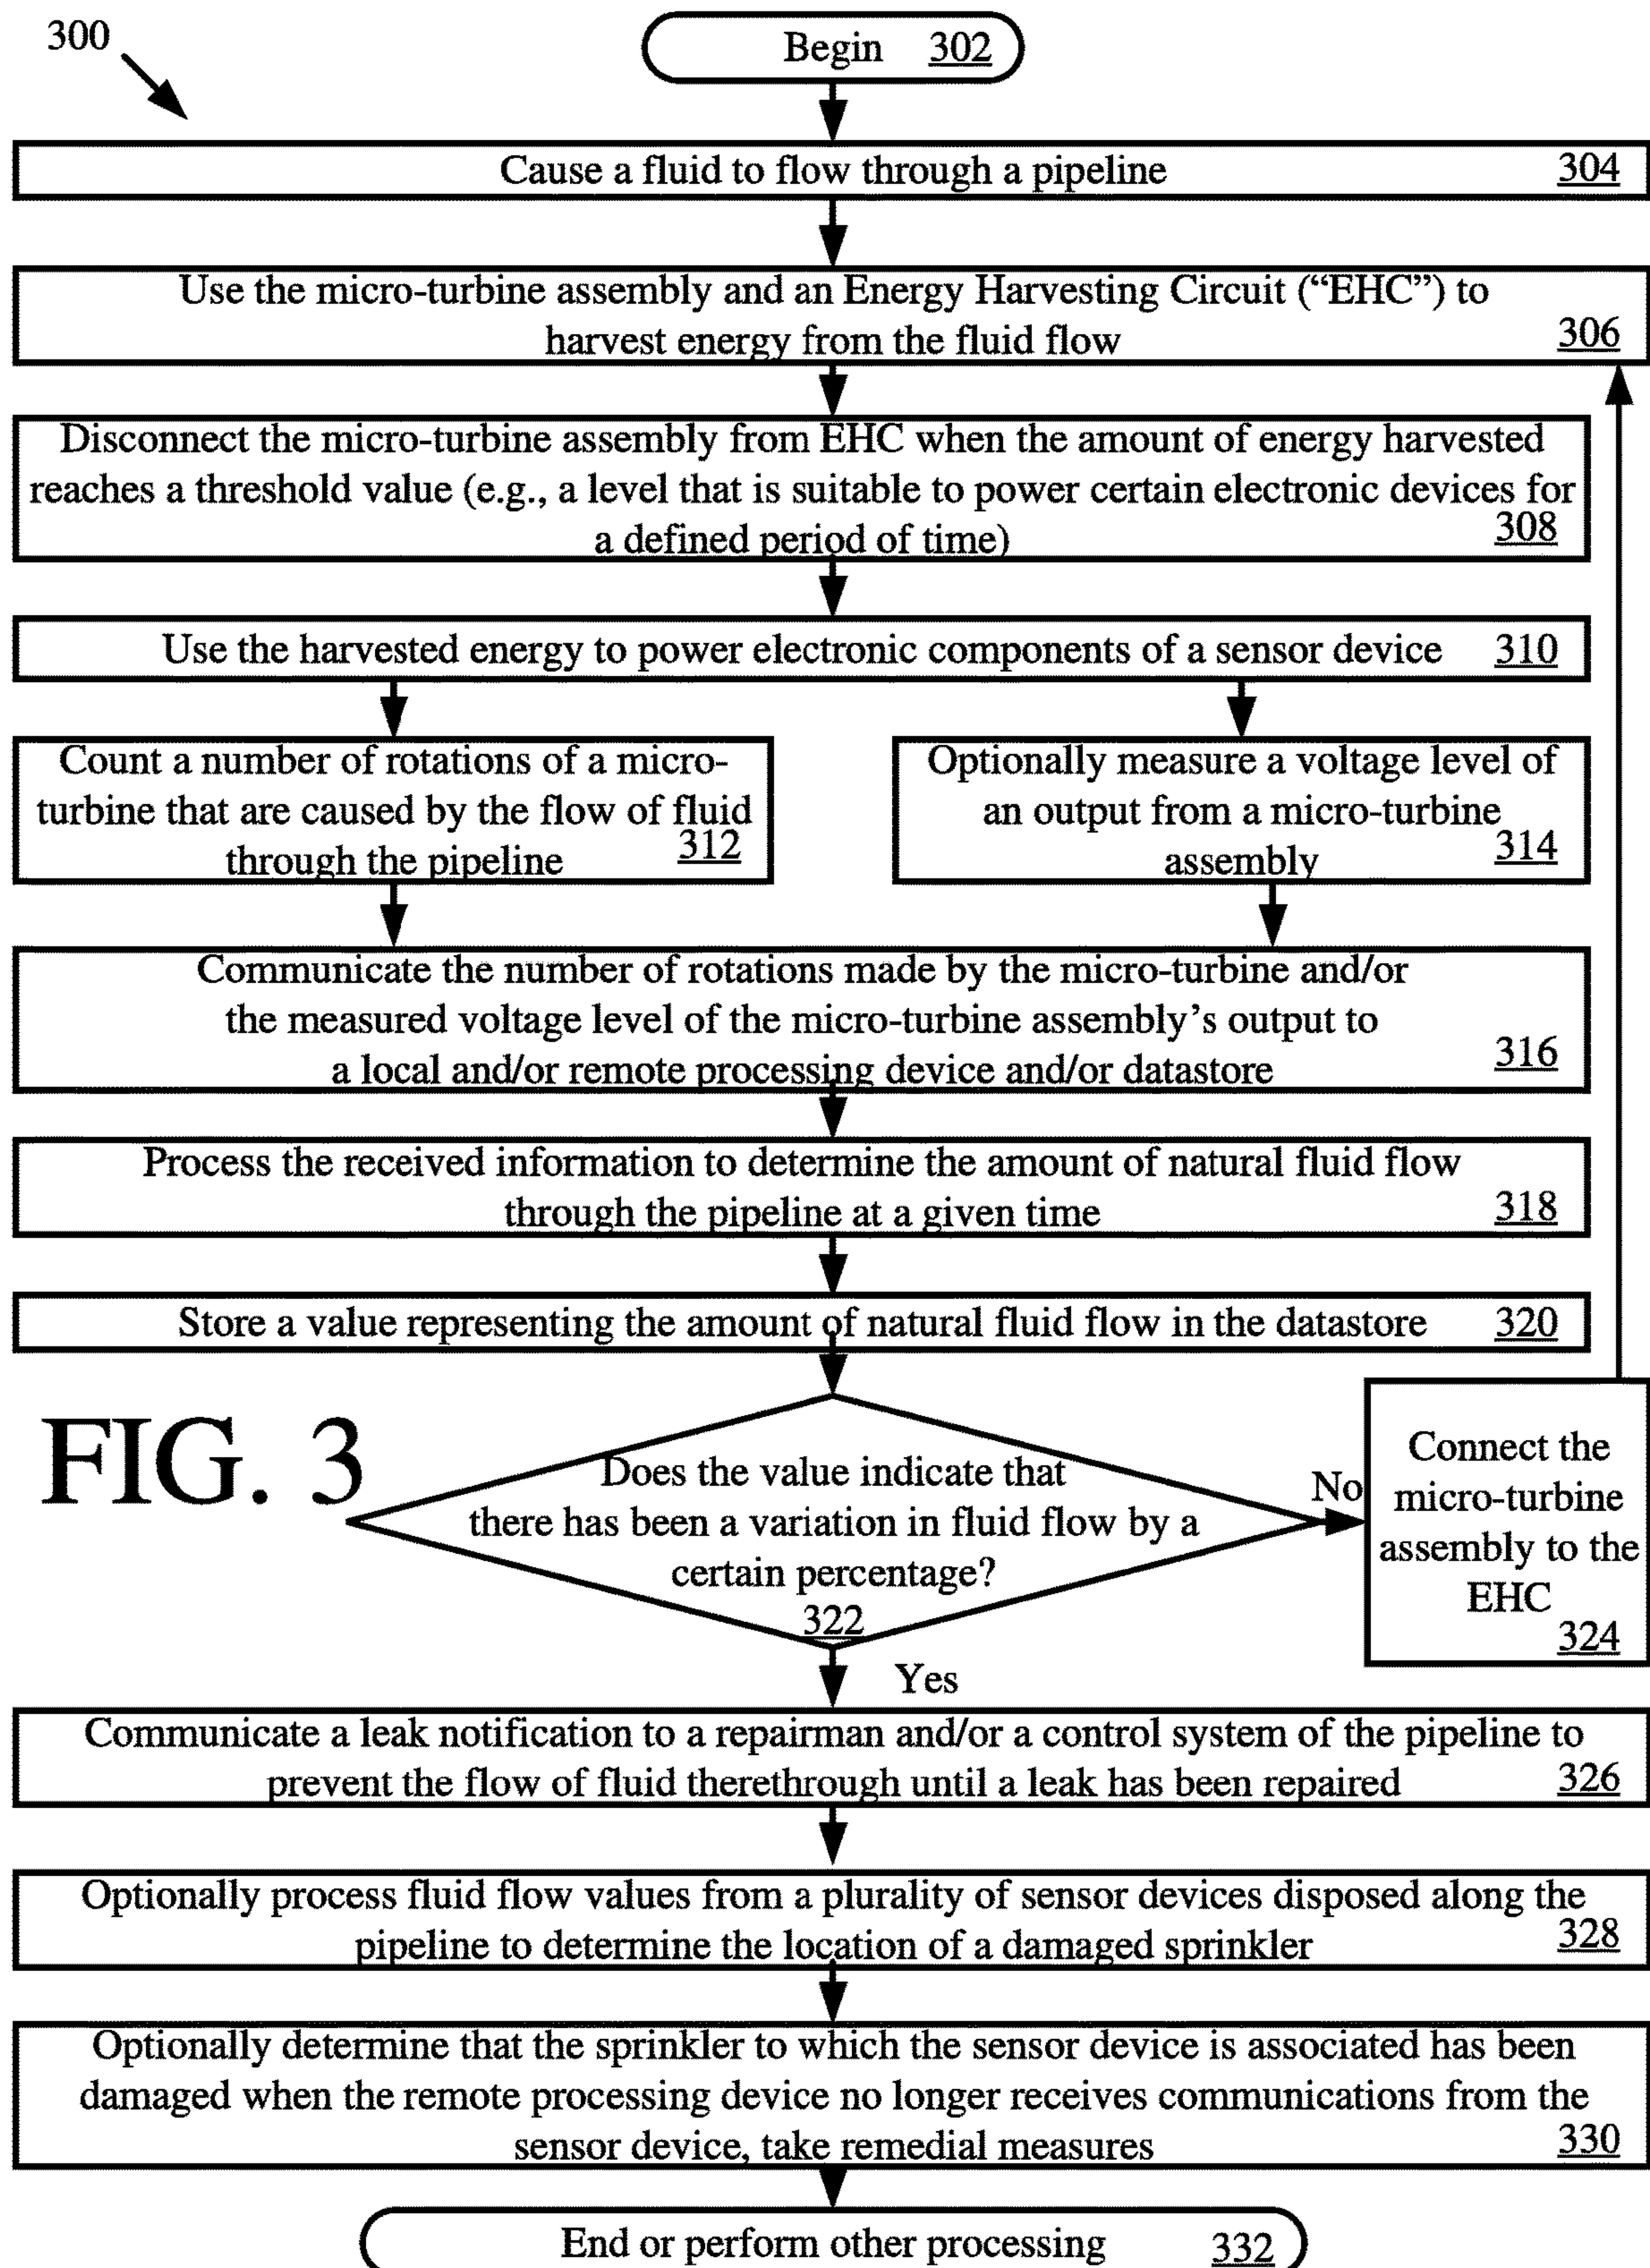 300
Begin 302
Cause a fluid to flow through a pipeline 304
Use the micro-turbine assembly and an Energy Harvesting Circuit (“EHC”) to
harvest energy from the fluid flow 306
Disconnect the micro-turbine assembly from EHC when the amount of energy harvested
reaches a threshold value (e.g., a level that is suitable to power certain electronic devices for
a defined period of time) 308
Use the harvested energy to power electronic components of a sensor device 310
Count a number of rotations of a micro-
turbine that are caused by the flow of fluid
through the pipeline 312
Optionally measure a voltage level of
an output from a micro-turbine
assembly 314
Communicate the number of rotations made by the micro-turbine and/or
the measured voltage level of the micro-turbine assembly’s output to
a local and/or remote processing device and/or datastore 316
Process the received information to determine the amount of natural fluid flow
through the pipeline at a given time 318
Store a value representing the amount of natural fluid flow in the datastore 320
FIG. 3
Does the value indicate that
there has been a variation in fluid flow by a
certain percentage?
322
No
Connect the
micro-turbine
assembly to the
EHC
324
Yes
Communicate a leak notification to a repairman and/or a control system of the pipeline to
prevent the flow of fluid therethrough until a leak has been repaired 326
Optionally process fluid flow values from a plurality of sensor devices disposed along the
pipeline to determine the location of a damaged sprinkler 328
Optionally determine that the sprinkler to which the sensor device is associated has been
damaged when the remote processing device no longer receives communications from the
sensor device, take remedial measures 330
End or perform other processing 332